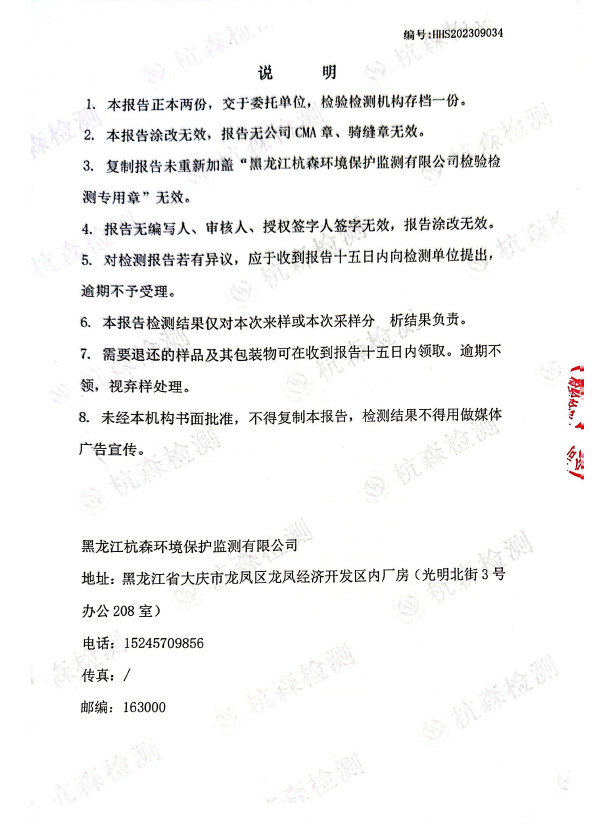 编号:HHS202309034
说 明
1. 本报告正本两份，交于委托单位，检验检测机构存档一份。
2. 本报告涂改无效，报告无公司 CMA 章、骑缝章无效。
3. 复制报告未重新加盖“黑龙江杭森环境保护监测有限公司检验检
测专用章”无效。
4. 报告无编写人、审核人、授权签字人签字无效，报告涂改无效。
5. 对检测报告若有异议，应于收到报告十五日内向检测单位提出，
逾期不予受理。
6. 本报告检测结果仅对本次来样或本次采样分 析结果负责。
7. 需要退还的样品及其包装物可在收到报告十五日内领取。逾期不
领，视弃样处理。
8. 未经本机构书面批准，不得复制本报告，检测结果不得用做媒体
广告宣传。
黑龙江杭森环境保护监测有限公司
地址：黑龙江省大庆市龙凤区龙凤经济开发区内厂房（光明北街 3 号
办公 208 室）
电话：15245709856
传真：/
邮编：163000
杭森检测